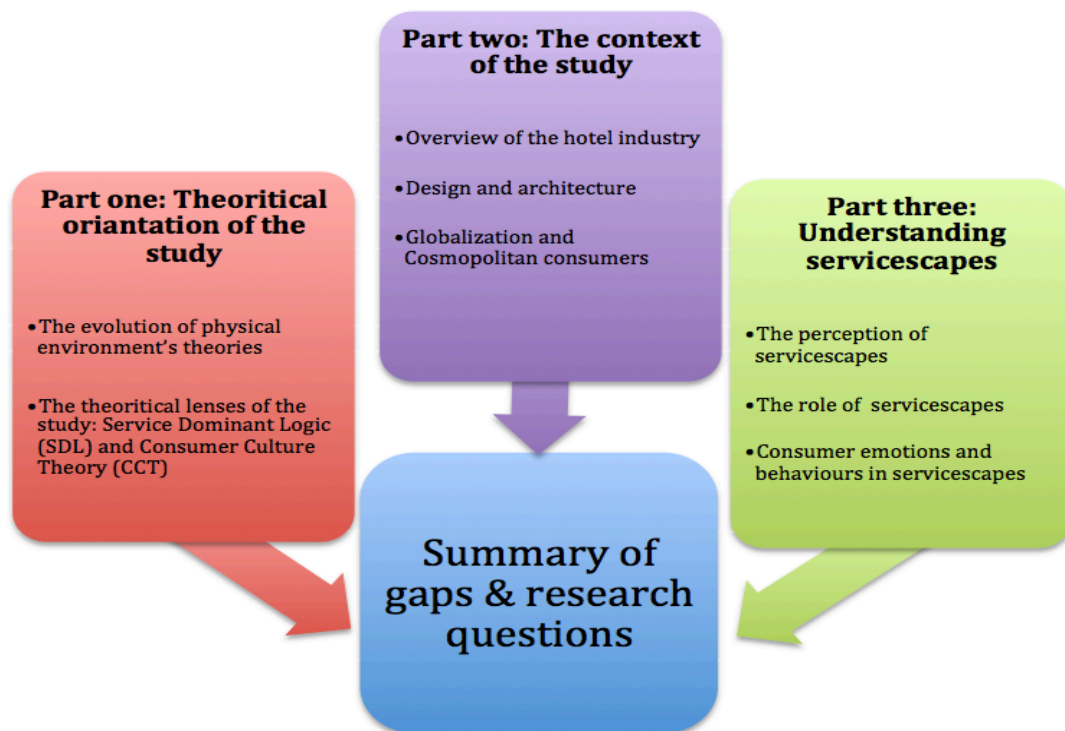 Part one: Theoritical
oriantation of the
study
•The evolution of physical
environment's theories
•The theoritical lenses of the
study: Service Dominant Logic
(SDL) and Consumer Culture
Theory (CCT)
Part two: The context
of the study
•Overview of the hotel industry
•Design and architecture
•Globalization and
Cosmopolitan consumers
Part three:
Understanding
servicescapes
•The perception of
servicescapes
•The role of servicescapes
•Consumer emotions and
behaviours in servicescapes
Summary of
gaps & research
questions